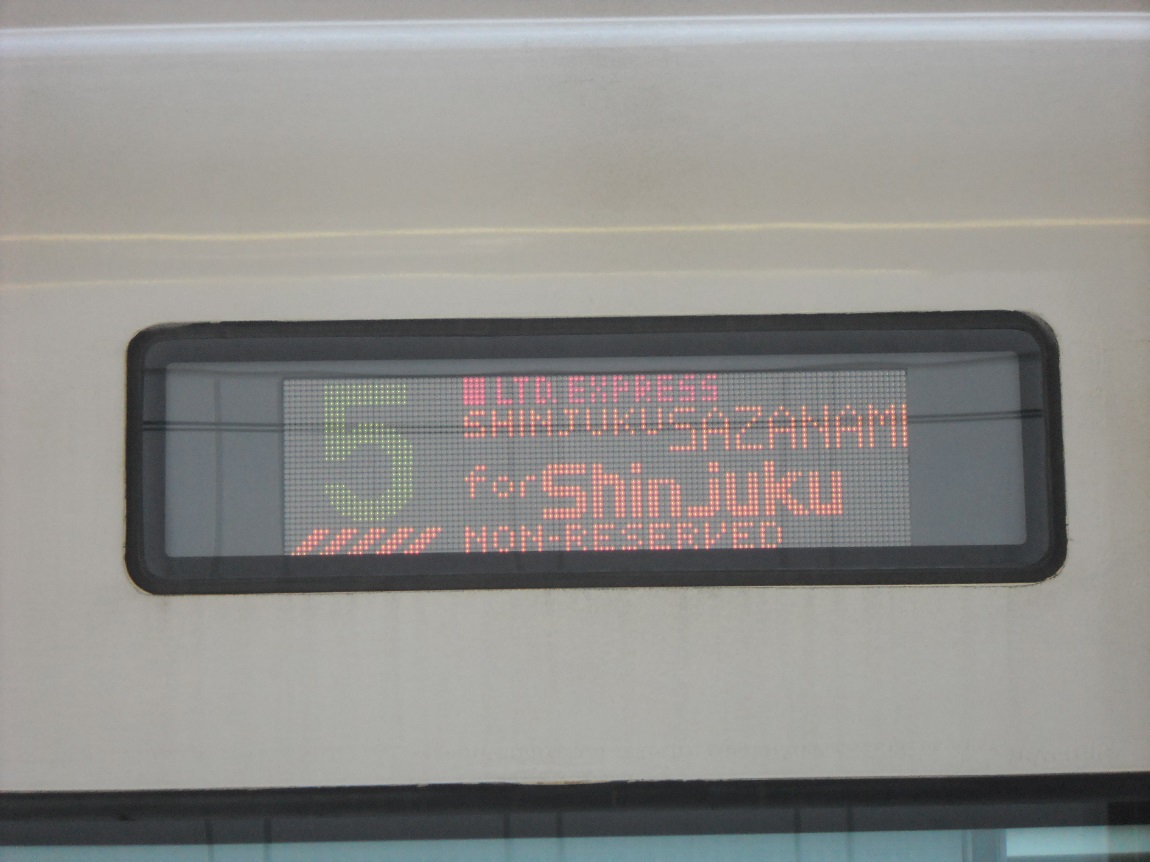 5
LTD. EXPRESS
SHINJUKU SAZANAMI
for Shinjuku
NON-RESERVED